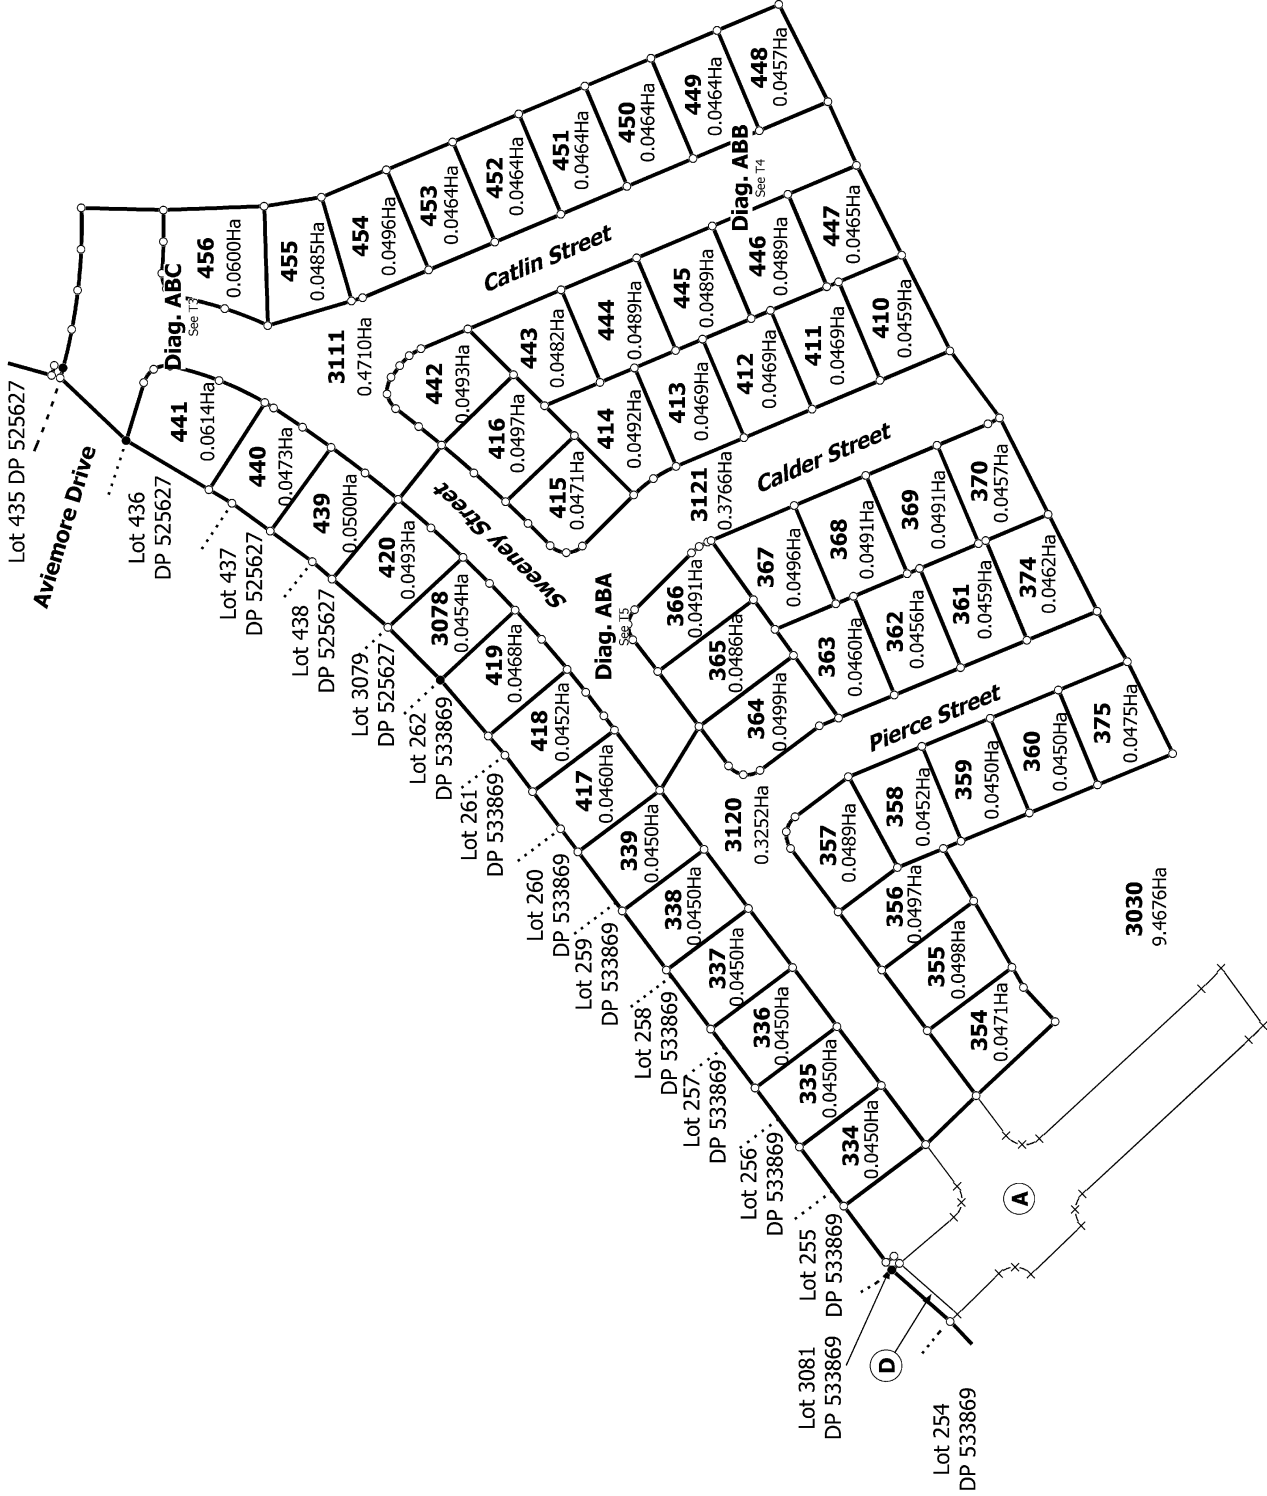 Lot 435 DP 525627
Aviemore Drive
Lot 436
DP 525627
Lot 437
DP 525627
Lot 438
DP 525627
Lot 3079
DP 525627
Lot 262
DP 533869
Lot 261
DP 533869
Lot 260
DP 533869
Lot 259
DP 533869
Lot 258
DP 533869
Lot 257
DP 533869
Lot 256
DP 533869
Lot 255
DP 533869
Lot 3081
DP 533869
Lot 254
DP 533869
D
A
Diag. ABC
See T3
441
0.0614Ha
440
0.0473Ha
439
0.0500Ha
420
0.0493Ha
3078
0.0454Ha
419
0.0468Ha
418
0.0452Ha
417
0.0460Ha
339
0.0450Ha
338
0.0450Ha
337
0.0450Ha
336
0.0450Ha
335
0.0450Ha
334
0.0450Ha
456
0.0600Ha
455
0.0485Ha
454
0.0496Ha
453
0.0464Ha
452
0.0464Ha
451
0.0464Ha
450
0.0464Ha
449
0.0464Ha
448
0.0457Ha
Diag. ABB
See T4
Catlin Street
3111
0.4710Ha
442
0.0493Ha
443
0.0482Ha
444
0.0489Ha
445
0.0489Ha
446
0.0489Ha
447
0.0465Ha
416
0.0497Ha
415
0.0471Ha
414
0.0492Ha
413
0.0469Ha
412
0.0469Ha
411
0.0469Ha
410
0.0459Ha
Sweeney Street
Calder Street
3121
0.3766Ha
Diag. ABA
See T5
366
0.0491Ha
365
0.0486Ha
364
0.0499Ha
367
0.0496Ha
368
0.0491Ha
369
0.0491Ha
370
0.0457Ha
363
0.0460Ha
362
0.0456Ha
361
0.0459Ha
374
0.0462Ha
Pierce Street
3120
0.3252Ha
357
0.0489Ha
358
0.0452Ha
359
0.0450Ha
360
0.0450Ha
375
0.0475Ha
356
0.0497Ha
355
0.0498Ha
354
0.0471Ha
3030
9.4676Ha